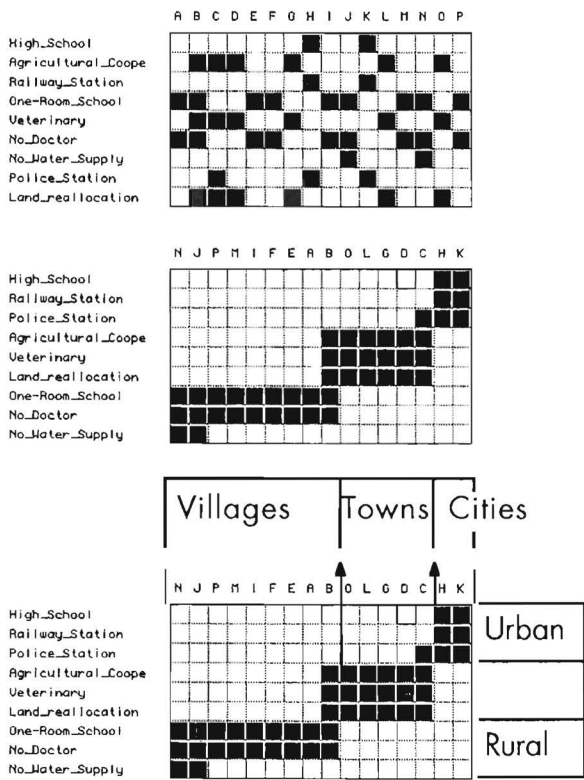 A B C D E F G H I J K L M N O P
High_School
Agricultural_Coope
Railway_Station
One-Room_School
Veterinary
No_Doctor
No_Water_Supply
Police_Station
Land_reallocation
N J P M I F E A B O L G D C H K
High_School
Railway_Station
Police_Station
Agricultural_Coope
Veterinary
Land_reallocation
One-Room_School
No_Doctor
No_Water_Supply
Villages Towns Cities
N J P M I F E A B O L G D C H K
High_School
Railway_Station
Police_Station
Urban
Agricultural_Coope
Veterinary
Land_reallocation
One-Room_School
No_Doctor
Rural
No_Water_Supply